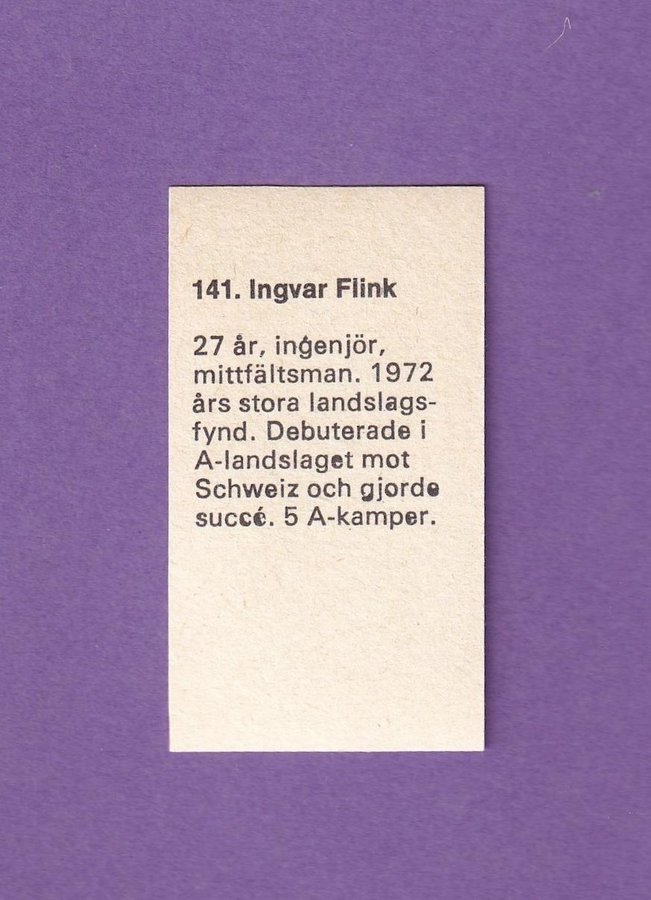 141. Ingvar Flink
27 år, ingenjör,
mittfältsman. 1972
års stora landslags-
fynd. Debuterade i
A-landslaget mot
Schweiz och gjorde
succé. 5 A-kamper.